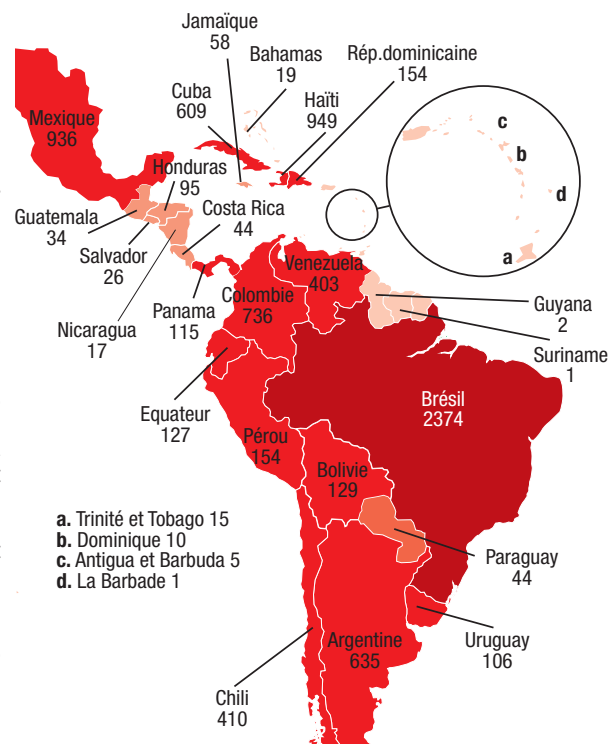 Jamaïque
58
Bahamas
19
Rép.dominicaine
154
Cuba
609
Haïti
949
Mexique
936
c
b
d
a
Honduras
95
Guatemala
34
Costa Rica
44
Salvador
26
Nicaragua
17
Panama
115
Venezuela
403
Colombie
736
Guyana
2
Suriname
1
Brésil
2374
Equateur
127
Pérou
154
Bolivie
129
a. Trinité et Tobago 15
b. Dominique 10
c. Antigua et Barbuda 5
d. La Barbade 1
Paraguay
44
Uruguay
106
Argentine
635
Chili
410